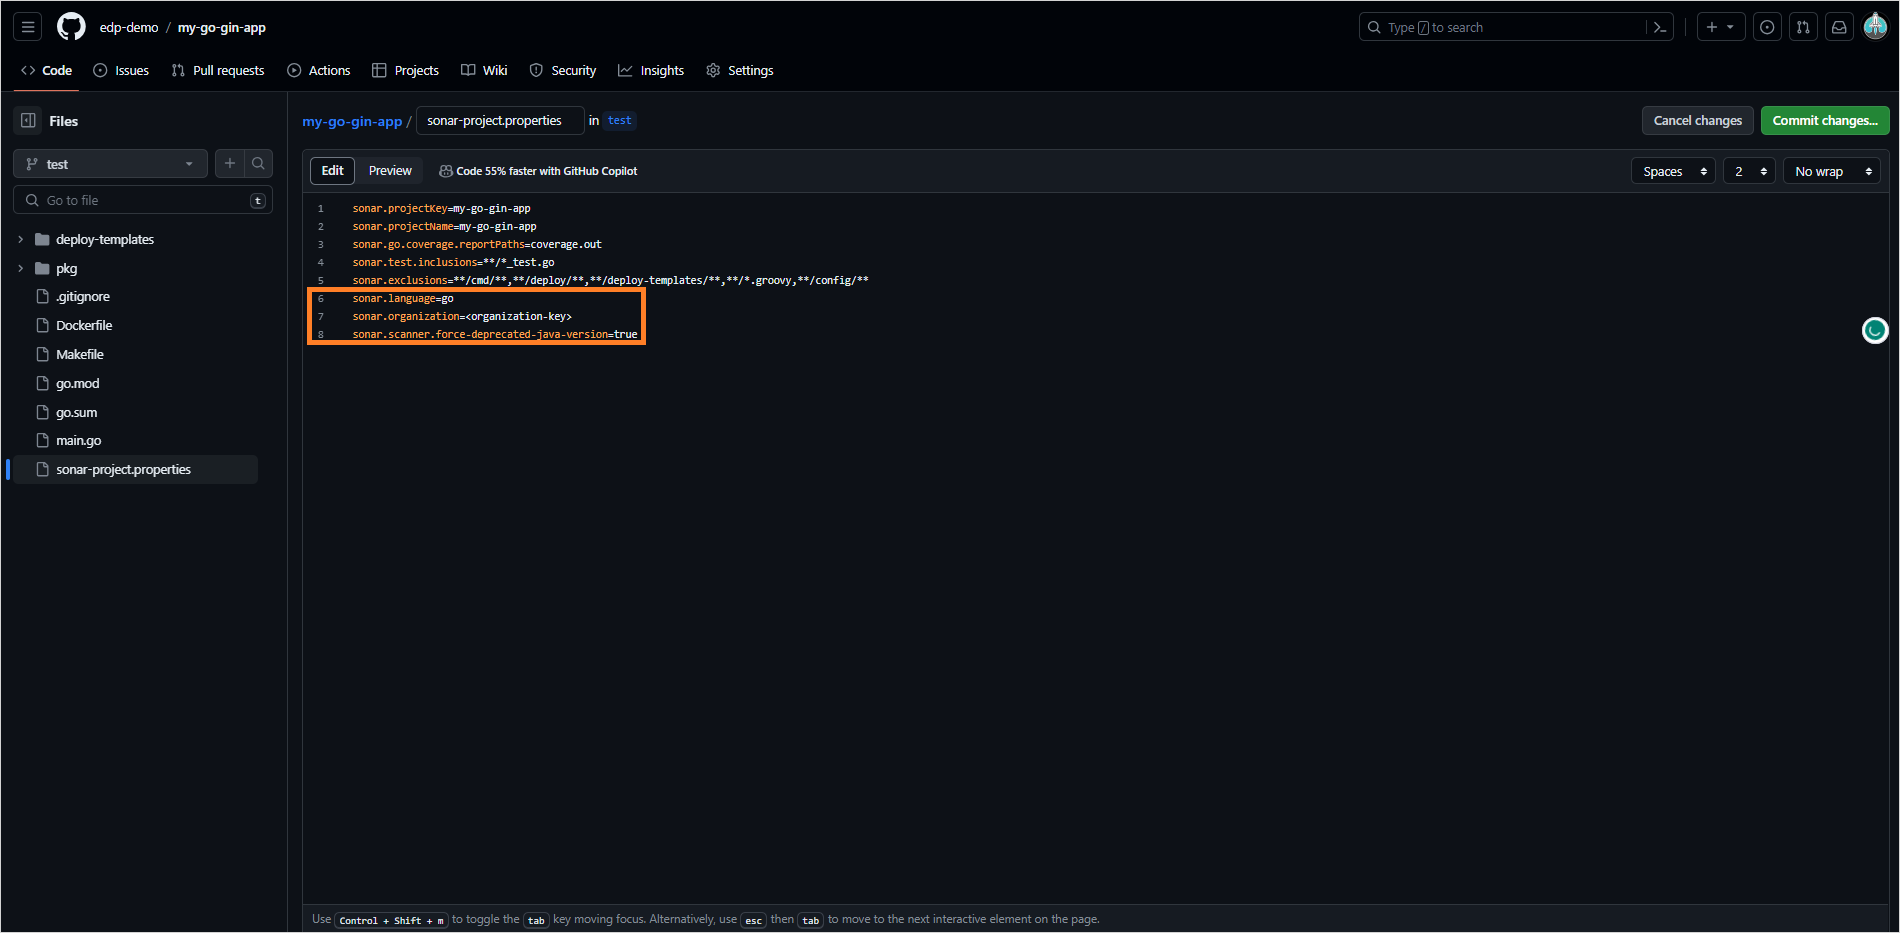 edp-demo / my-go-gin-app
Type / to search
Code Issues Pull requests Actions Projects Wiki Security Insights Settings
Files
test
Go to file t
deploy-templates
pkg
.gitignore
Dockerfile
Makefile
go.mod
go.sum
main.go
sonar-project.properties
my-go-gin-app / sonar-project.properties in test
Cancel changes Commit changes...
Edit Preview Code 55% faster with GitHub Copilot
Spaces 2 No wrap
1 sonar.projectKey=my-go-gin-app
2 sonar.projectName=my-go-gin-app
3 sonar.go.coverage.reportPaths=coverage.out
4 sonar.test.inclusions=**/*_test.go
5 sonar.exclusions=**/cmd/**,**/deploy/**,**/deploy-templates/**,**/*.groovy,**/config/**
6 sonar.language=go
7 sonar.organization=<organization-key>
8 sonar.scanner.force-deprecated-java-version=true
Use Control + Shift + m to toggle the tab key moving focus. Alternatively, use esc then tab to move to the next interactive element on the page.